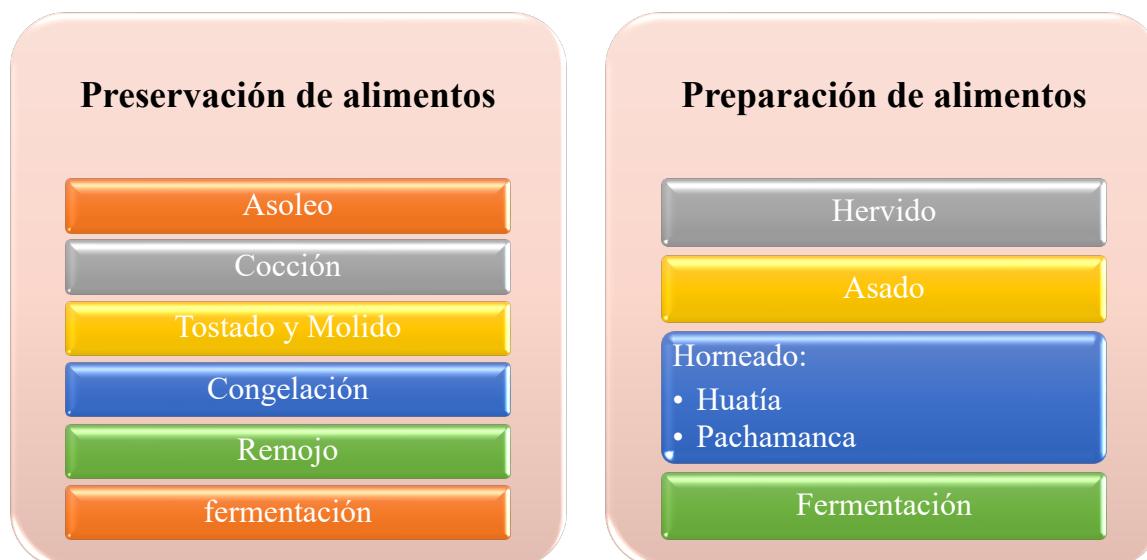 Preservación de alimentos
Asoleo
Cocción
Tostado y Molido
Congelación
Remojo
fermentación
Preparación de alimentos
Hervido
Asado
Horneado:
• Huatía
• Pachamanca
Fermentación